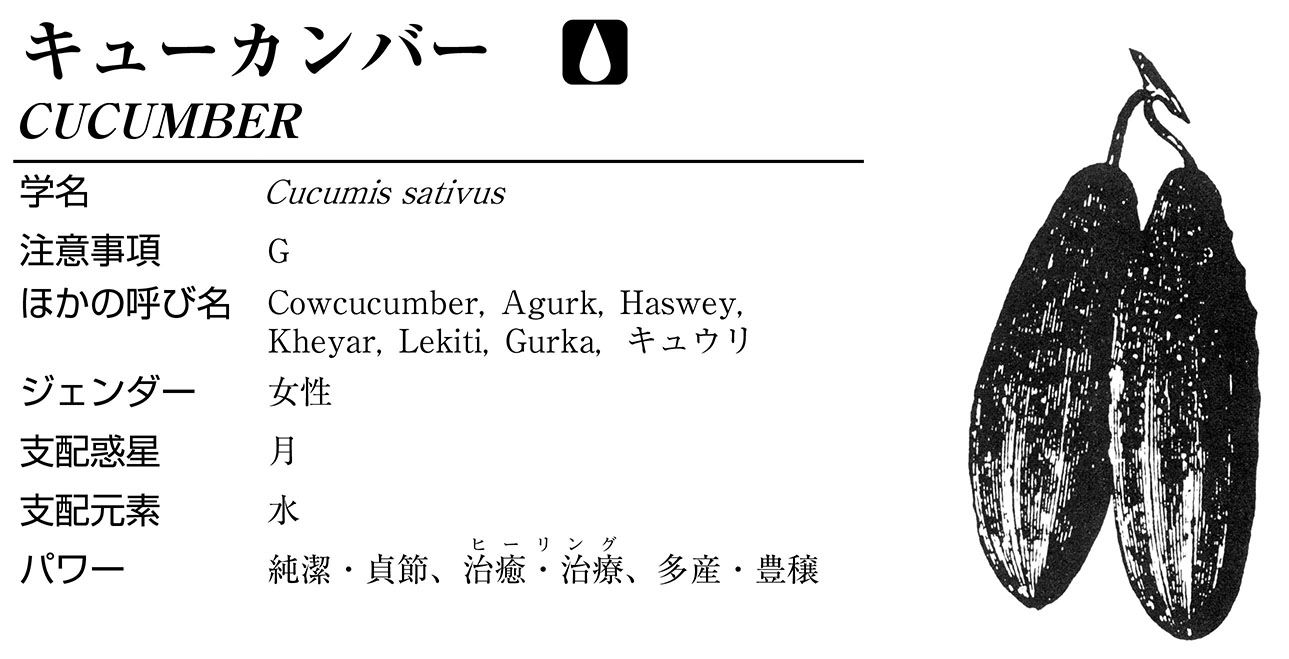 キューカンバー
CUCUMBER
学名 Cucumis sativus
注意事項 G
ほかの呼び名 Cowcucumber, Agurk, Haswey,
Kheyar, Lekiti, Gurka, キュウリ
ジェンダー 女性
支配惑星 月
支配元素 水
ヒーリング
パワー 純潔・貞節、治癒・治療、多産・豊穣